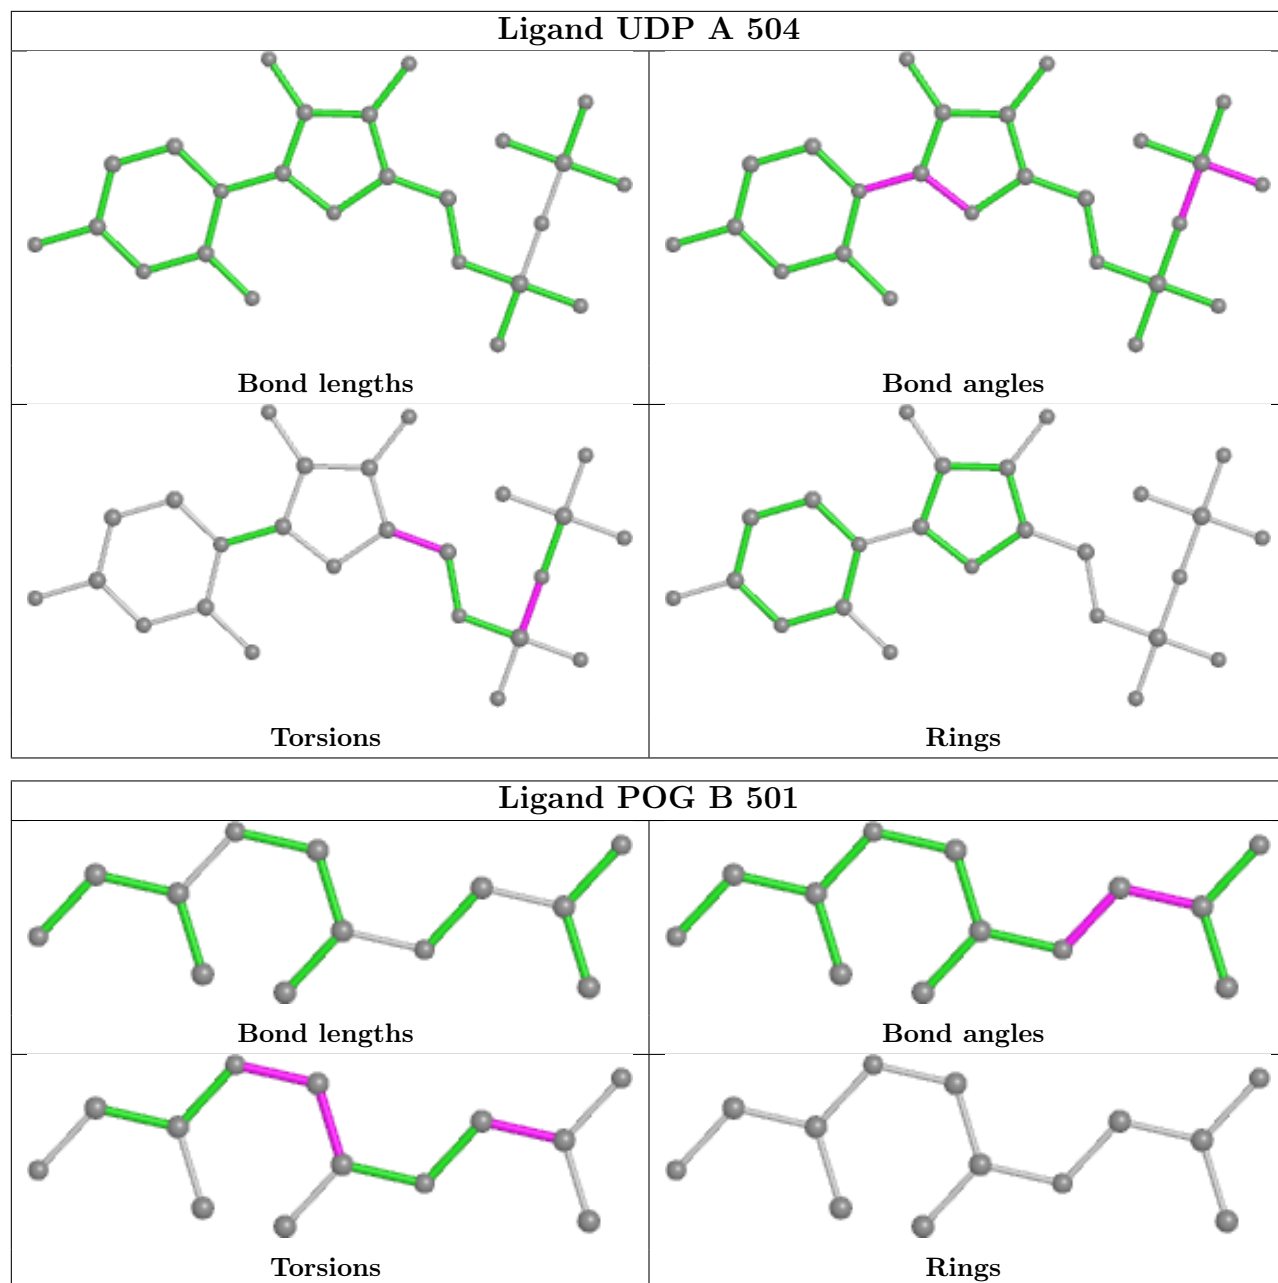 Ligand UDP A 504
Bond lengths
Bond angles
Torsions
Rings
Ligand POG B 501
Bond lengths
Bond angles
Torsions
Rings